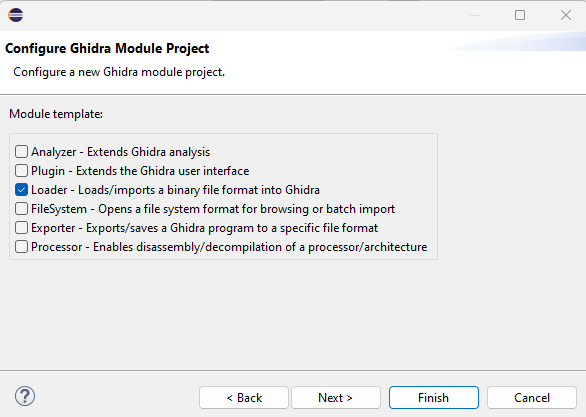 Configure Ghidra Module Project
Configure a new Ghidra module project.
Module template:
Analyzer - Extends Ghidra analysis
Plugin - Extends the Ghidra user interface
Loader - Loads/imports a binary file format into Ghidra
FileSystem - Opens a file system format for browsing or batch import
Exporter - Exports/saves a Ghidra program to a specific file format
Processor - Enables disassembly/decompilation of a processor/architecture
? < Back Next > Finish Cancel